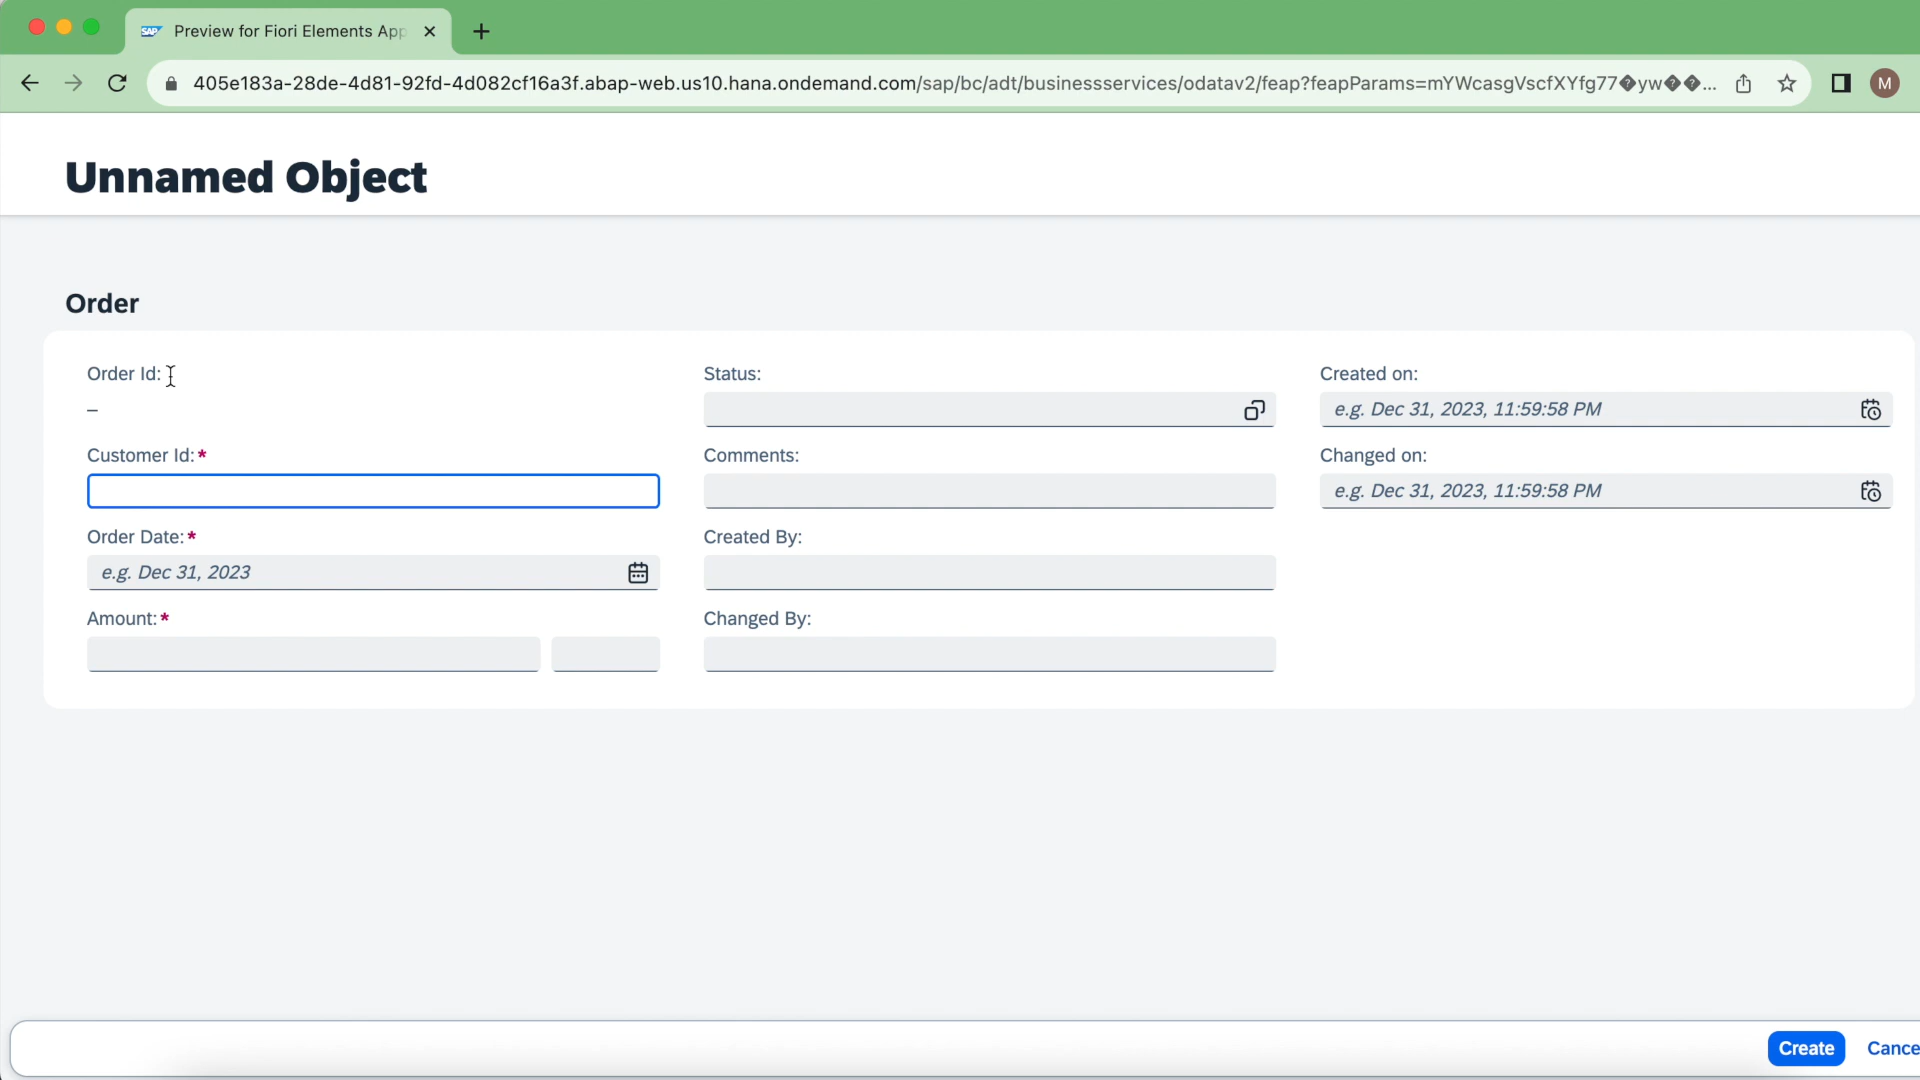 SAP Preview for Fiori Elements App
405e183a-28de-4d81-92fd-4d082cf16a3f.abap-web.us10.hana.ondemand.com/sap/bc/adt/businessservices/odatav2/feap?feapParams=mYWcasgVscfXYfg77�yw��...
M
Unnamed Object
Order
Order Id:
–
Customer Id:*
Order Date:*
e.g. Dec 31, 2023
Amount:*
Status:
Comments:
Created By:
Changed By:
Created on:
e.g. Dec 31, 2023, 11:59:58 PM
Changed on:
e.g. Dec 31, 2023, 11:59:58 PM
Create Cance